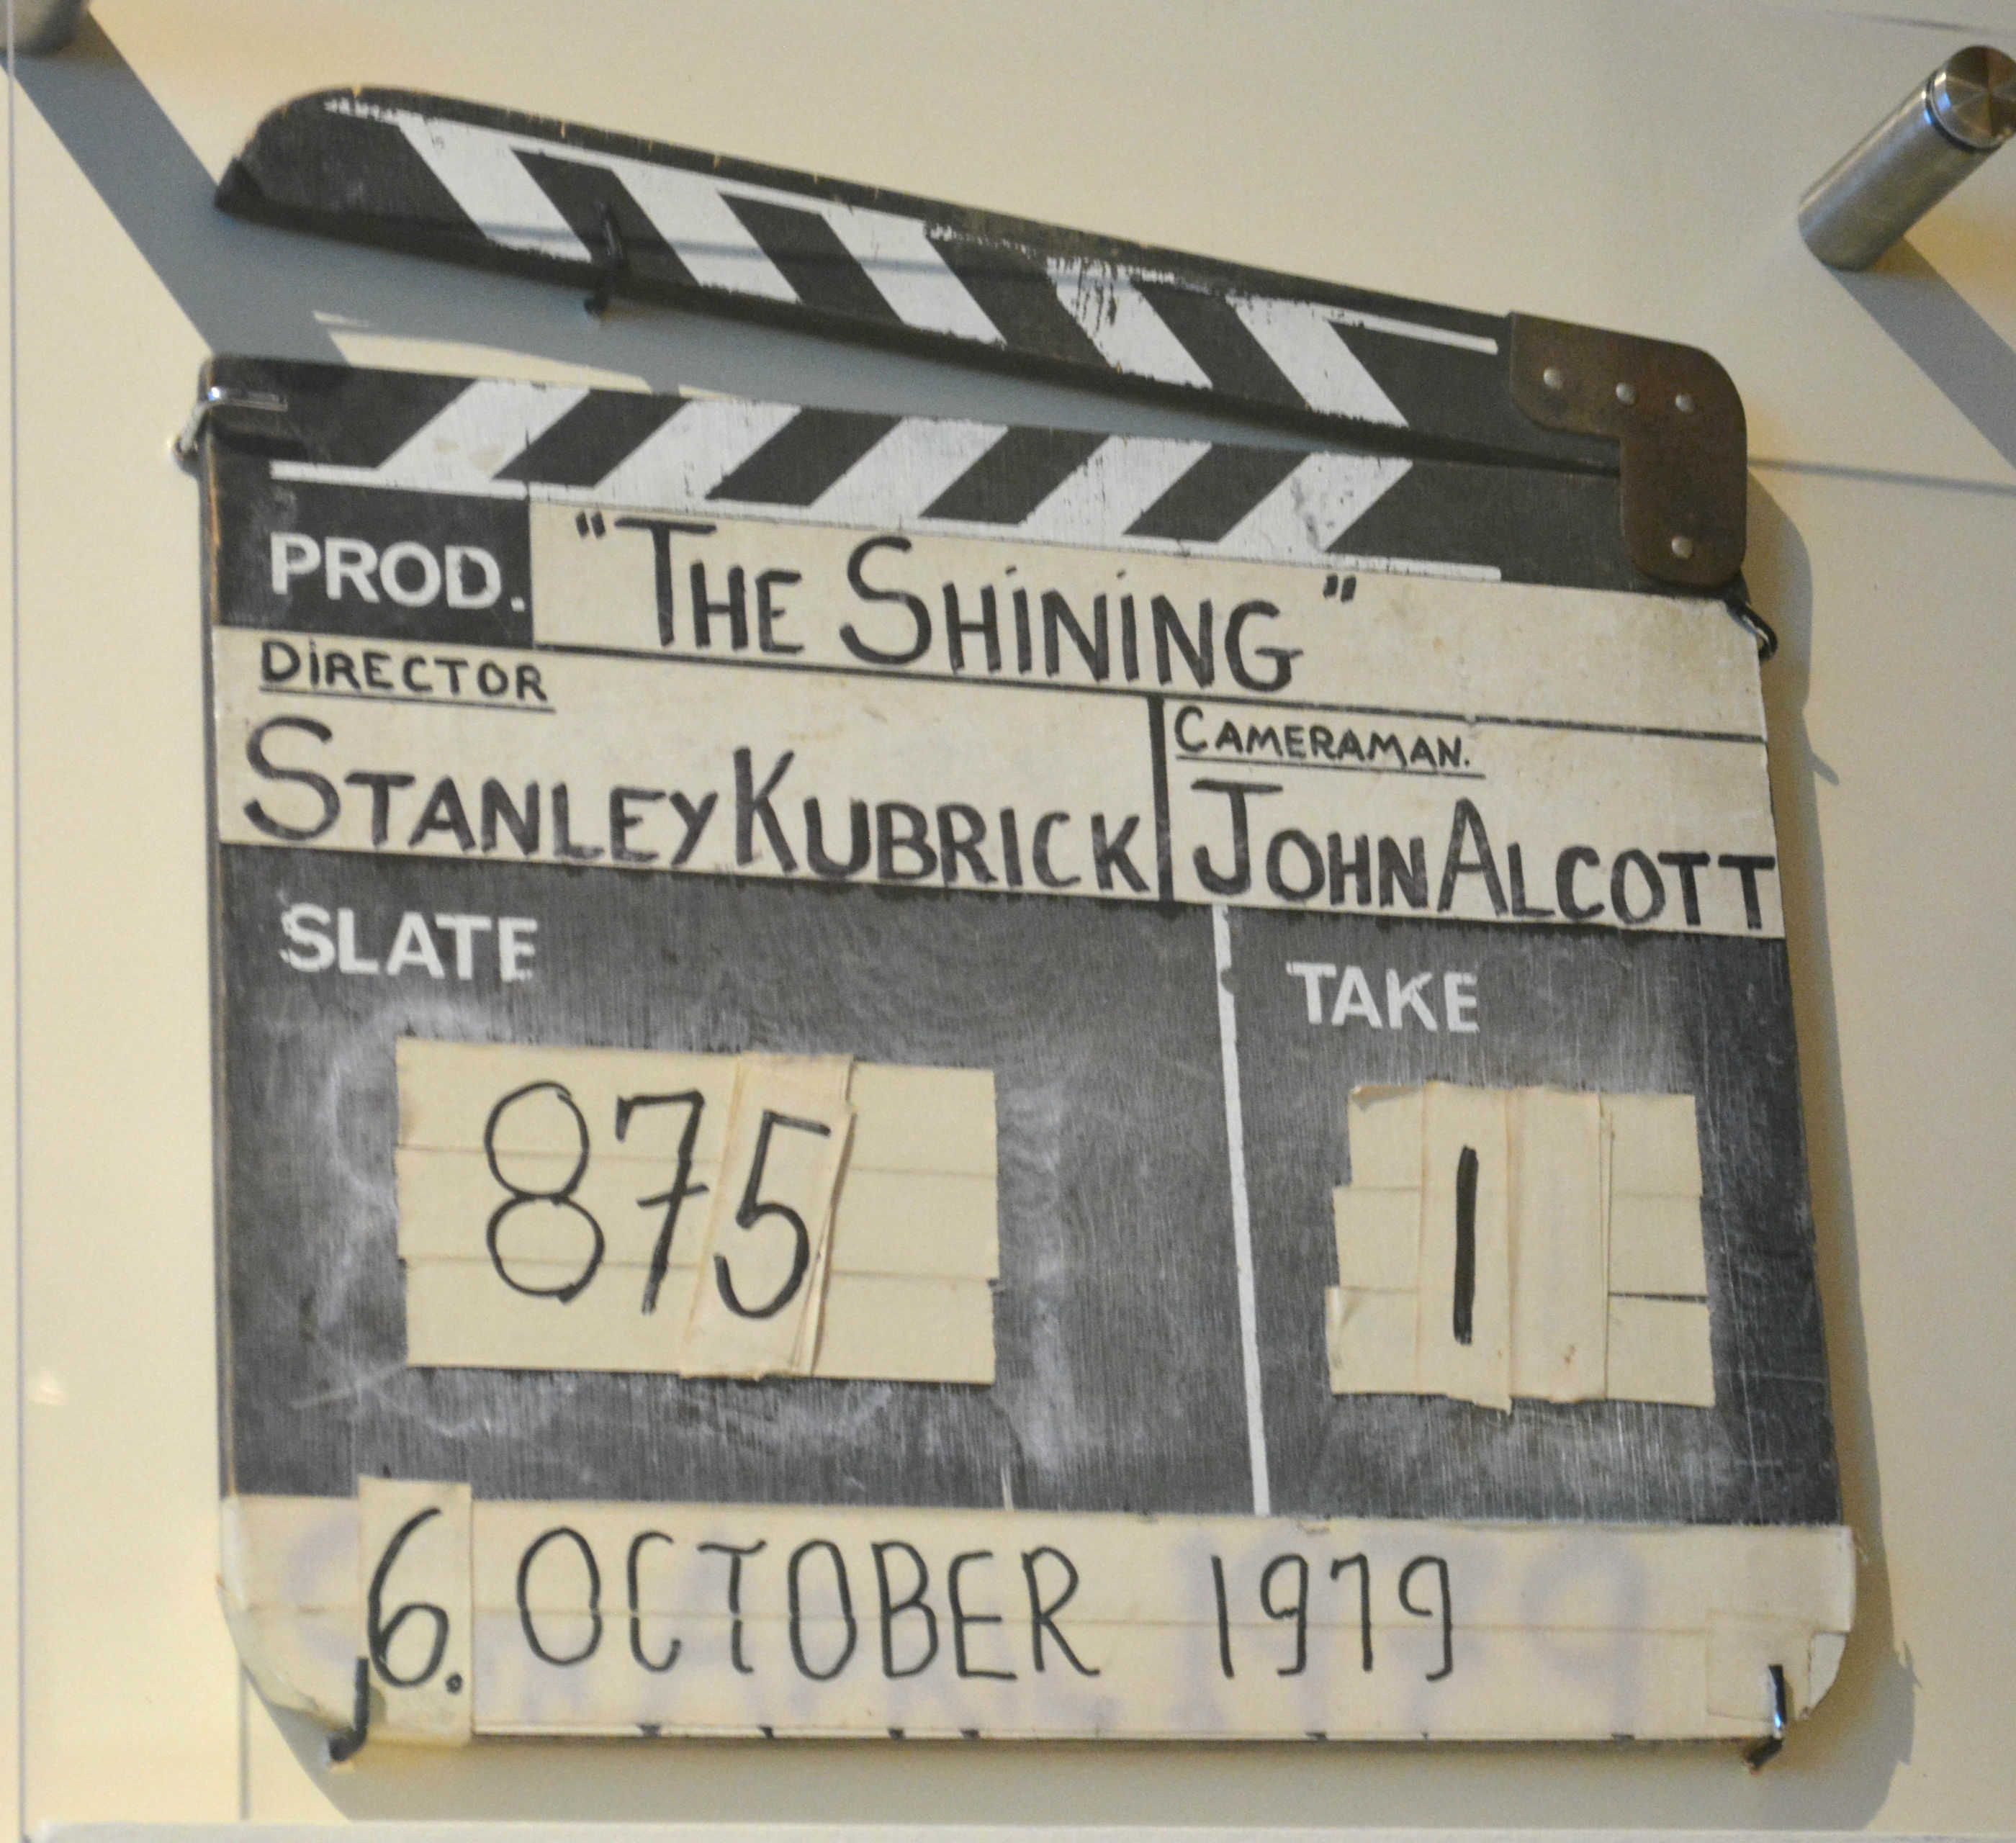 PROD. "THE SHINING"
DIRECTOR
CAMERAMAN.
STANLEY KUBRICK
JOHN ALCOTT
SLATE
TAKE
875
1
6. OCTOBER 1979